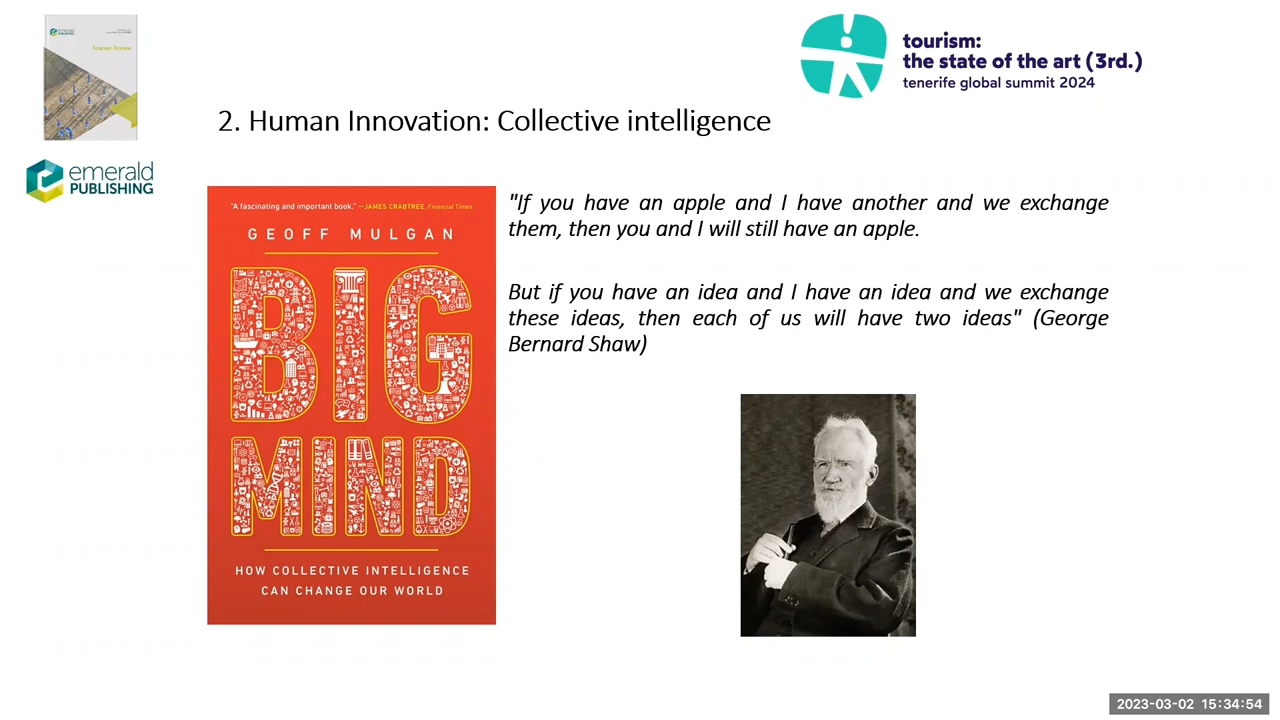 emerald
PUBLISHING
Tourism Review
tourism:
the state of the art (3rd.)
tenerife global summit 2024
2. Human Innovation: Collective intelligence
emerald
PUBLISHING
"A fascinating and important book." —JAMES CRABTREE, Financial Times
GEOFF MULGAN
BIG
MIND
HOW COLLECTIVE INTELLIGENCE
CAN CHANGE OUR WORLD
"If you have an apple and I have another and we exchange
them, then you and I will still have an apple.
But if you have an idea and I have an idea and we exchange
these ideas, then each of us will have two ideas" (George
Bernard Shaw)
2023-03-02 15:34:54